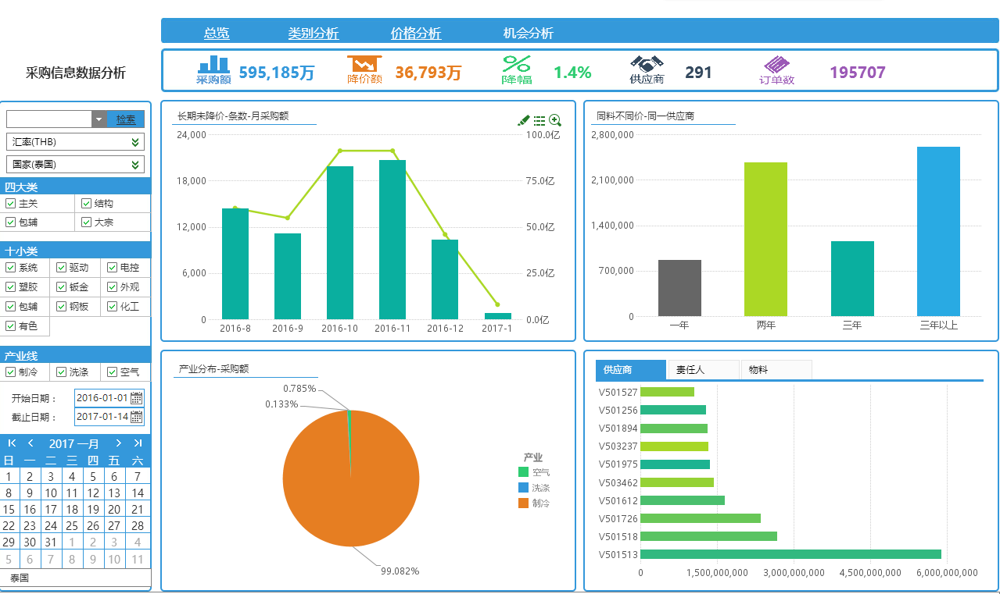 总览 类别分析 价格分析 机会分析
采购信息数据分析
采购额 595,185万 降价额 36,793万 降幅 1.4% 供应商 291 订单数 195707
检索
汇率(THB)
国家(泰国)
四大类
主关 结构
包辅 大宗
十小类
系统 驱动 电控
塑胶 钣金 外观
包辅 钢板 化工
有色
产业线
制冷 洗涤 空气
开始日期： 2016-01-01
截止日期： 2017-01-14
2017 一月
日 一 二 三 四 五 六
1 2 3 4 5 6 7
8 9 10 11 12 13 14
15 16 17 18 19 20 21
22 23 24 25 26 27 28
29 30 31 1 2 3 4
5 6 7 8 9 10 11
泰国
长期未降价-条数-月采购额
24,000 100.0亿
18,000 75.0亿
12,000 50.0亿
6,000 25.0亿
0 0.0亿
2016-8 2016-9 2016-10 2016-11 2016-12 2017-1
同料不同价-同一供应商
2,800,000
2,100,000
1,400,000
700,000
0
一年 两年 三年 三年以上
产业分布-采购额
0.785%
0.133%
99.082%
产业
空气
洗涤
制冷
供应商 责任人 物料
V501527
V501256
V501894
V503237
V501975
V503462
V501612
V501726
V501518
V501513
0 1,500,000,000 3,000,000,000 4,500,000,000 6,000,000,000